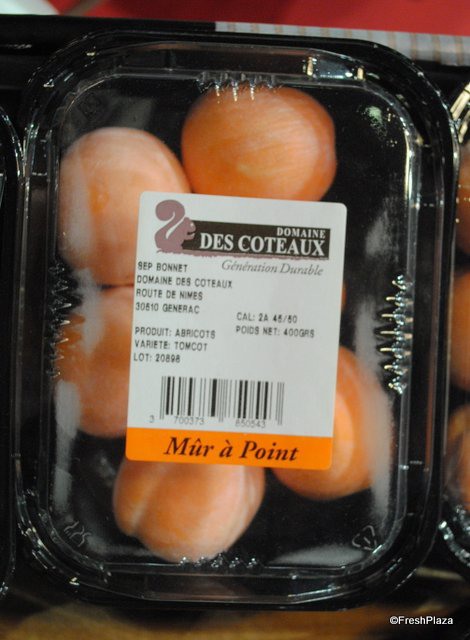 DOMAINE
DES COTEAUX
Génération Durable
SEP BONNET
DOMAINE DES COTEAUX
ROUTE DE NIMES
30510 GENERAC
CAL: 2A 45/50
POIDS NET: 400GRS
PRODUIT: ABRICOTS
VARIETE: TOMCOT
LOT: 20898
3 700373 850543
Mûr à Point
©FreshPlaza